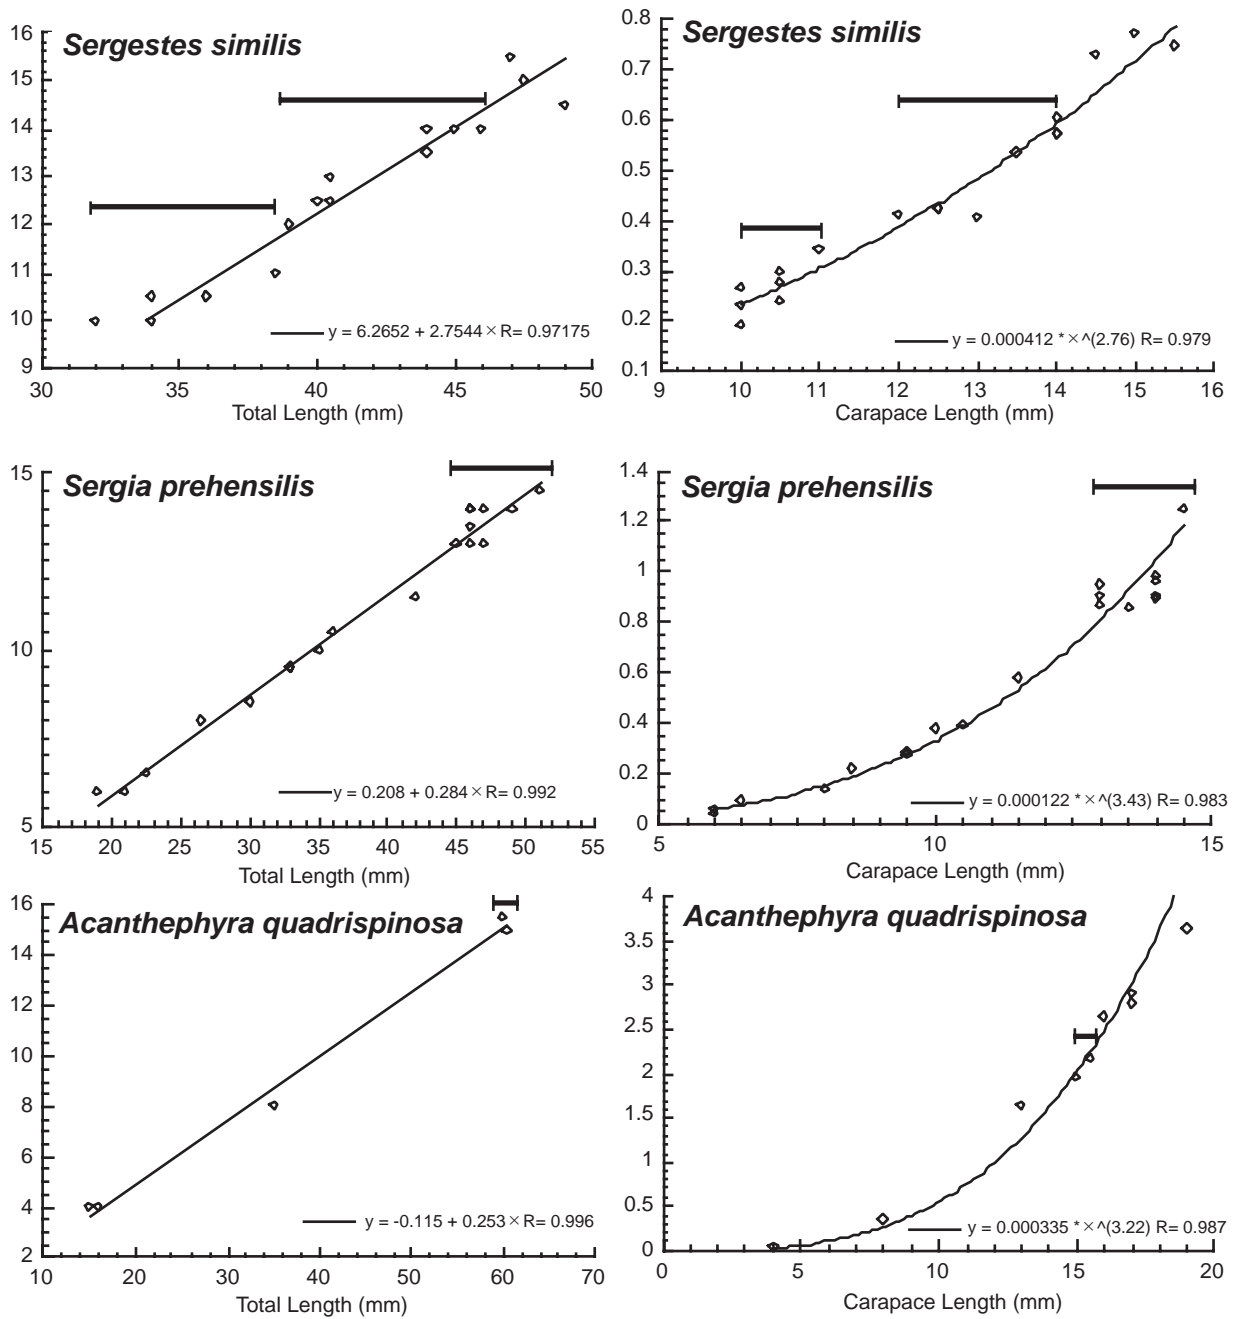 Sergestes similis
16
15
14
13
12
11
10
9
y = 6.2652 + 2.7544 × R= 0.97175
30 35 40 45 50
Total Length (mm)
Sergestes similis
0.8
0.7
0.6
0.5
0.4
0.3
0.2
0.1
y = 0.000412 * × ^(2.76) R= 0.979
9 10 11 12 13 14 15 16
Carapace Length (mm)
Sergia prehensilis
15
10
5
y = 0.208 + 0.284 × R= 0.992
15 20 25 30 35 40 45 50 55
Total Length (mm)
Sergia prehensilis
1.4
1.2
1
0.8
0.6
0.4
0.2
0
y = 0.000122 * × ^(3.43) R= 0.983
5 10 15
Carapace Length (mm)
Acanthephyra quadrispinosa
16
14
12
10
8
6
4
2
y = -0.115 + 0.253 × R= 0.996
10 20 30 40 50 60 70
Total Length (mm)
Acanthephyra quadrispinosa
4
3.5
3
2.5
2
1.5
1
0.5
0
y = 0.000335 * × ^(3.22) R= 0.987
0 5 10 15 20
Carapace Length (mm)